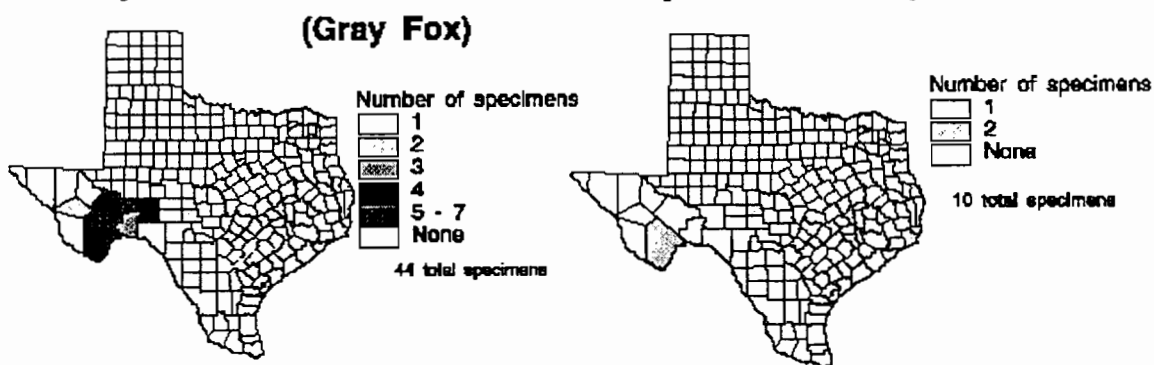 (Gray Fox)
Number of specimens
1
2
3
4
5 - 7
None
44 total specimens
Number of specimens
1
2
None
10 total specimens